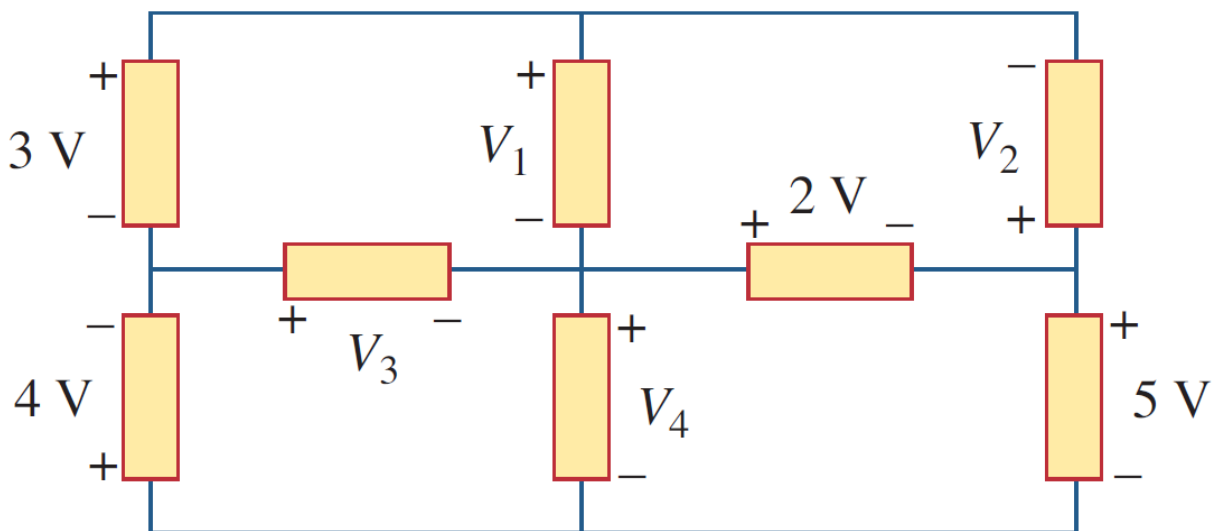 + + −
3 V V₁ V₂
− − + 2 V − +
+ V₃ −
− + +
4 V V₄ 5 V
+ − −